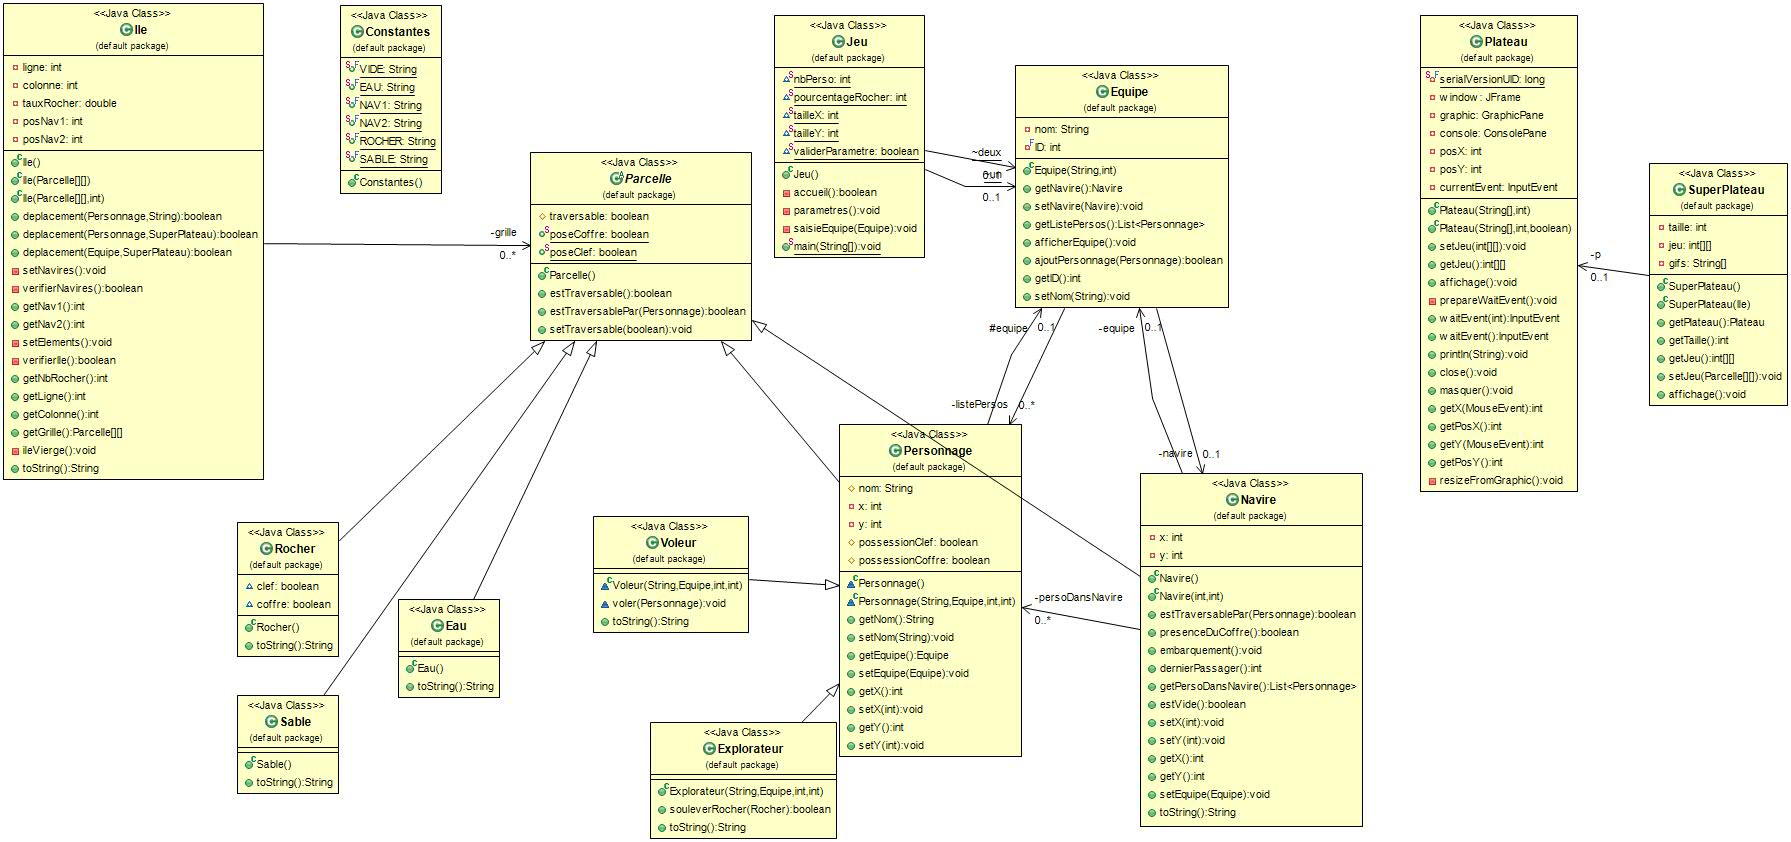 <<Java Class>>
Ile
(default package)
ligne: int
colonne: int
tauxRocher: double
posNav1: int
posNav2: int
Ile()
Ile(Parcelle[][])
Ile(Parcelle[][],int)
deplacement(Personnage,String):boolean
deplacement(Personnage,SuperPlateau):boolean
deplacement(Equipe,SuperPlateau):boolean
setNavires():void
verifierNavires():boolean
getNav1():int
getNav2():int
setElements():void
verifierIle():boolean
getNbRocher():int
getLigne():int
getColonne():int
getGrille():Parcelle[][]
ileVierge():void
toString():String
<<Java Class>>
Constantes
(default package)
VIDE: String
EAU: String
NAV1: String
NAV2: String
ROCHER: String
SABLE: String
Constantes()
-grille
0..*
<<Java Class>>
Parcelle
(default package)
traversable: boolean
poseCoffre: boolean
poseClef: boolean
Parcelle()
estTraversable():boolean
estTraversablePar(Personnage):boolean
setTraversable(boolean):void
<<Java Class>>
Jeu
(default package)
nbPerso: int
pourcentageRocher: int
tailleX: int
tailleY: int
validerParametre: boolean
Jeu()
accueil():boolean
parametres():void
saisieEquipe(Equipe):void
main(String[]):void
~deux
0..1
<<Java Class>>
Equipe
(default package)
nom: String
ID: int
Equipe(String,int)
getNavire():Navire
setNavire(Navire):void
getListePersos():List<Personnage>
afficherEquipe():void
ajoutPersonnage(Personnage):boolean
getID():int
setNom(String):void
<<Java Class>>
Plateau
(default package)
serialVersionUID: long
window: JFrame
graphic: GraphicPane
console: ConsolePane
posX: int
posY: int
currentEvent: InputEvent
Plateau(String[],int)
Plateau(String[],int,boolean)
setJeu(int[][]):void
getJeu():int[][]
affichage():void
prepareWaitEvent():void
waitEvent(int):InputEvent
waitEvent():InputEvent
println(String):void
close():void
masquer():void
getX(MouseEvent):int
getPosX():int
getY(MouseEvent):int
getPosY():int
resizeFromGraphic():void
-p
0..1
<<Java Class>>
SuperPlateau
(default package)
taille: int
jeu: int[][]
gifs: String[]
SuperPlateau()
SuperPlateau(Ile)
getPlateau():Plateau
getTaille():int
getJeu():int[][]
setJeu(Parcelle[][]):void
affichage():void
#equipe 0..1
-equipe 0..1
-listePersos 0..*
-navire 0..1
<<Java Class>>
Rocher
(default package)
clef: boolean
coffre: boolean
Rocher()
toString():String
<<Java Class>>
Eau
(default package)
Eau()
toString():String
<<Java Class>>
Sable
(default package)
Sable()
toString():String
<<Java Class>>
Voleur
(default package)
Voleur(String,Equipe,int,int)
voler(Personnage):void
toString():String
<<Java Class>>
Explorateur
(default package)
Explorateur(String,Equipe,int,int)
souleverRocher(Rocher):boolean
toString():String
<<Java Class>>
Personnage
(default package)
nom: String
x: int
y: int
possessionClef: boolean
possessionCoffre: boolean
Personnage()
Personnage(String,Equipe,int,int)
getNom():String
setNom(String):void
getEquipe():Equipe
setEquipe(Equipe):void
getX():int
setX(int):void
getY():int
setY(int):void
-persoDansNavire
0..*
<<Java Class>>
Navire
(default package)
x: int
y: int
Navire()
Navire(int,int)
estTraversablePar(Personnage):boolean
presenceDuCoffre():boolean
embarquement():void
dernierPassager():int
getPersoDansNavire():List<Personnage>
estVide():boolean
setX(int):void
setY(int):void
getX():int
getY():int
setEquipe(Equipe):void
toString():String